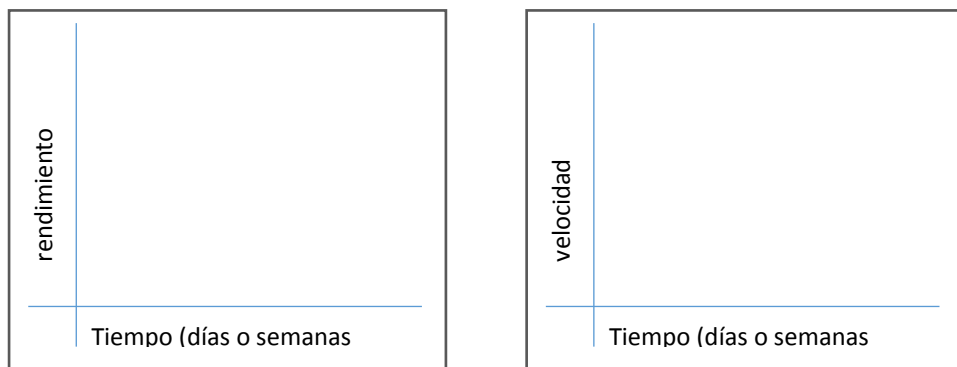 rendimiento
Tiempo (días o semanas
velocidad
Tiempo (días o semanas